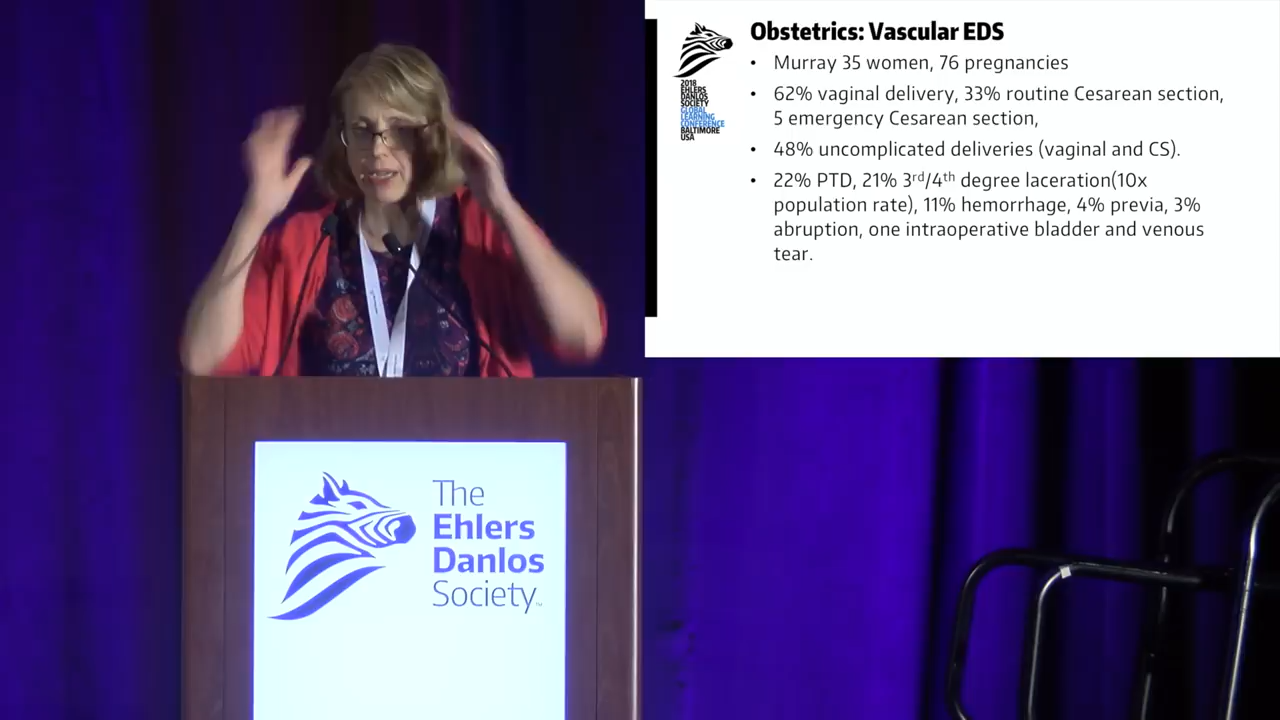 Obstetrics: Vascular EDS
• Murray 35 women, 76 pregnancies
• 62% vaginal delivery, 33% routine Cesarean section,
5 emergency Cesarean section,
• 48% uncomplicated deliveries (vaginal and CS).
• 22% PTD, 21% 3rd/4th degree laceration(10x
population rate), 11% hemorrhage, 4% previa, 3%
abruption, one intraoperative bladder and venous
tear.
2018
EHLERS
DANLOS
SOCIETY
GLOBAL
LEARNING
CONFERENCE
BALTIMORE
USA
The
Ehlers
Danlos
Society™